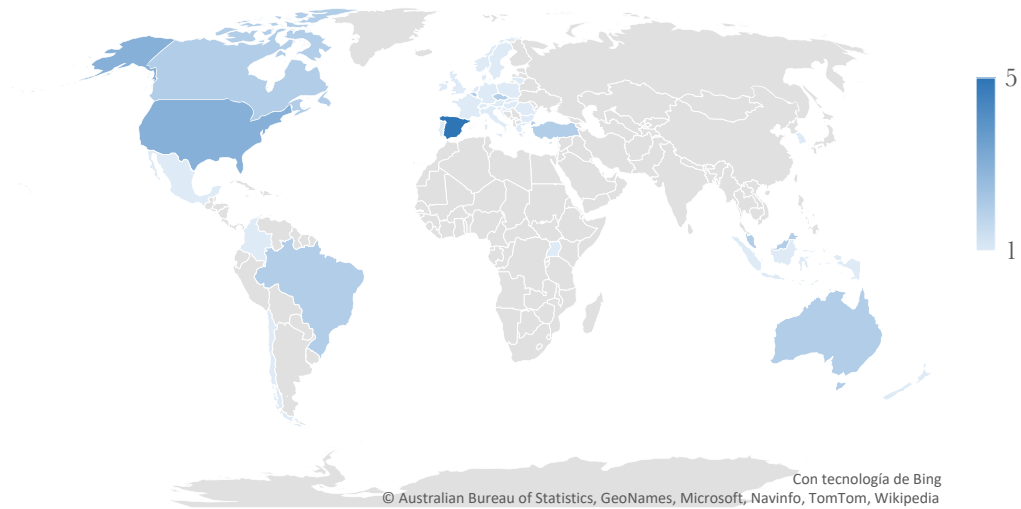 5
1
Con tecnología de Bing
© Australian Bureau of Statistics, GeoNames, Microsoft, Navinfo, TomTom, Wikipedia